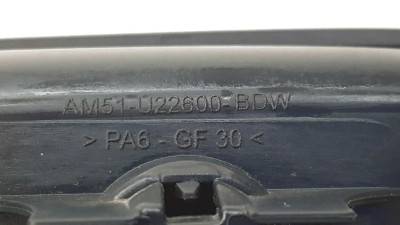 AM51-U22600-BDW
> PA6 - GF 30 <